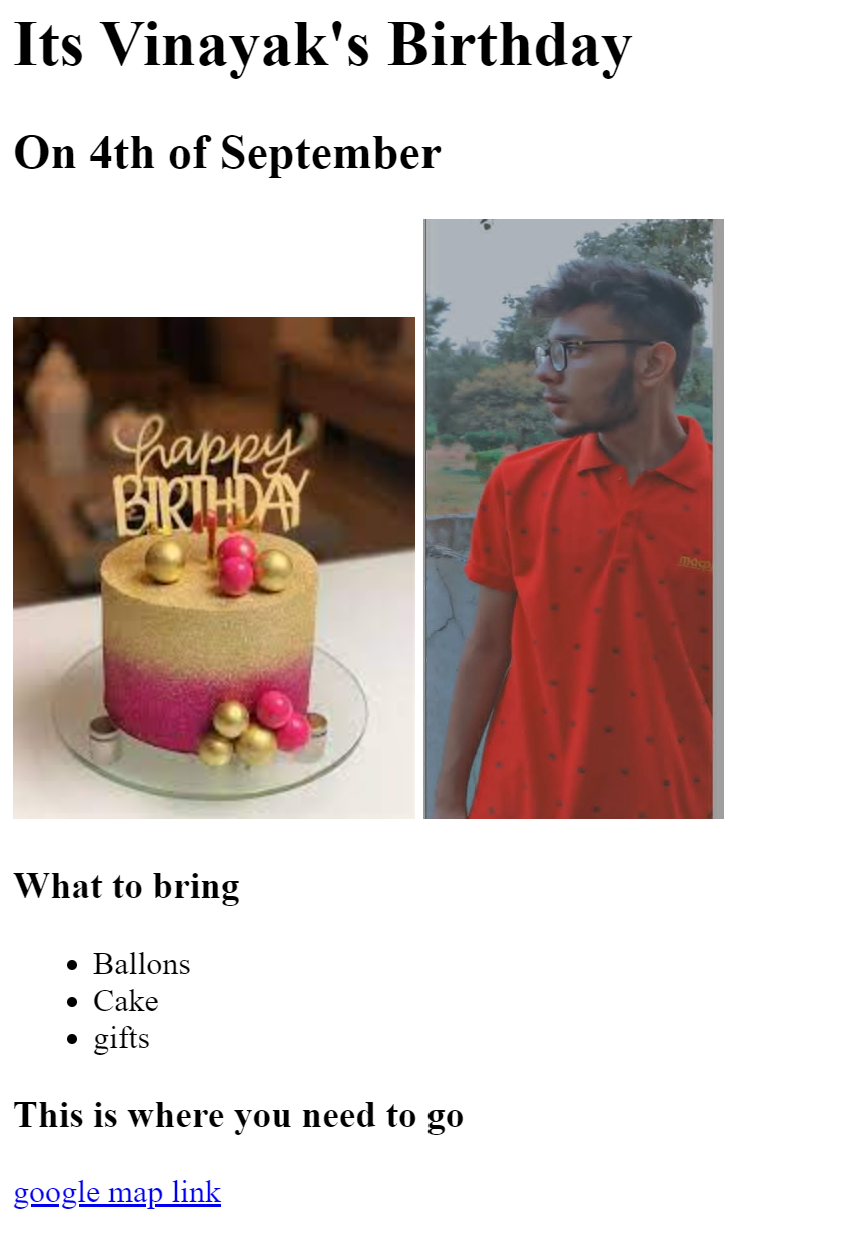 Its Vinayak's Birthday
On 4th of September
happy
BIRTHDAY
What to bring
Ballons
Cake
gifts
This is where you need to go
google map link